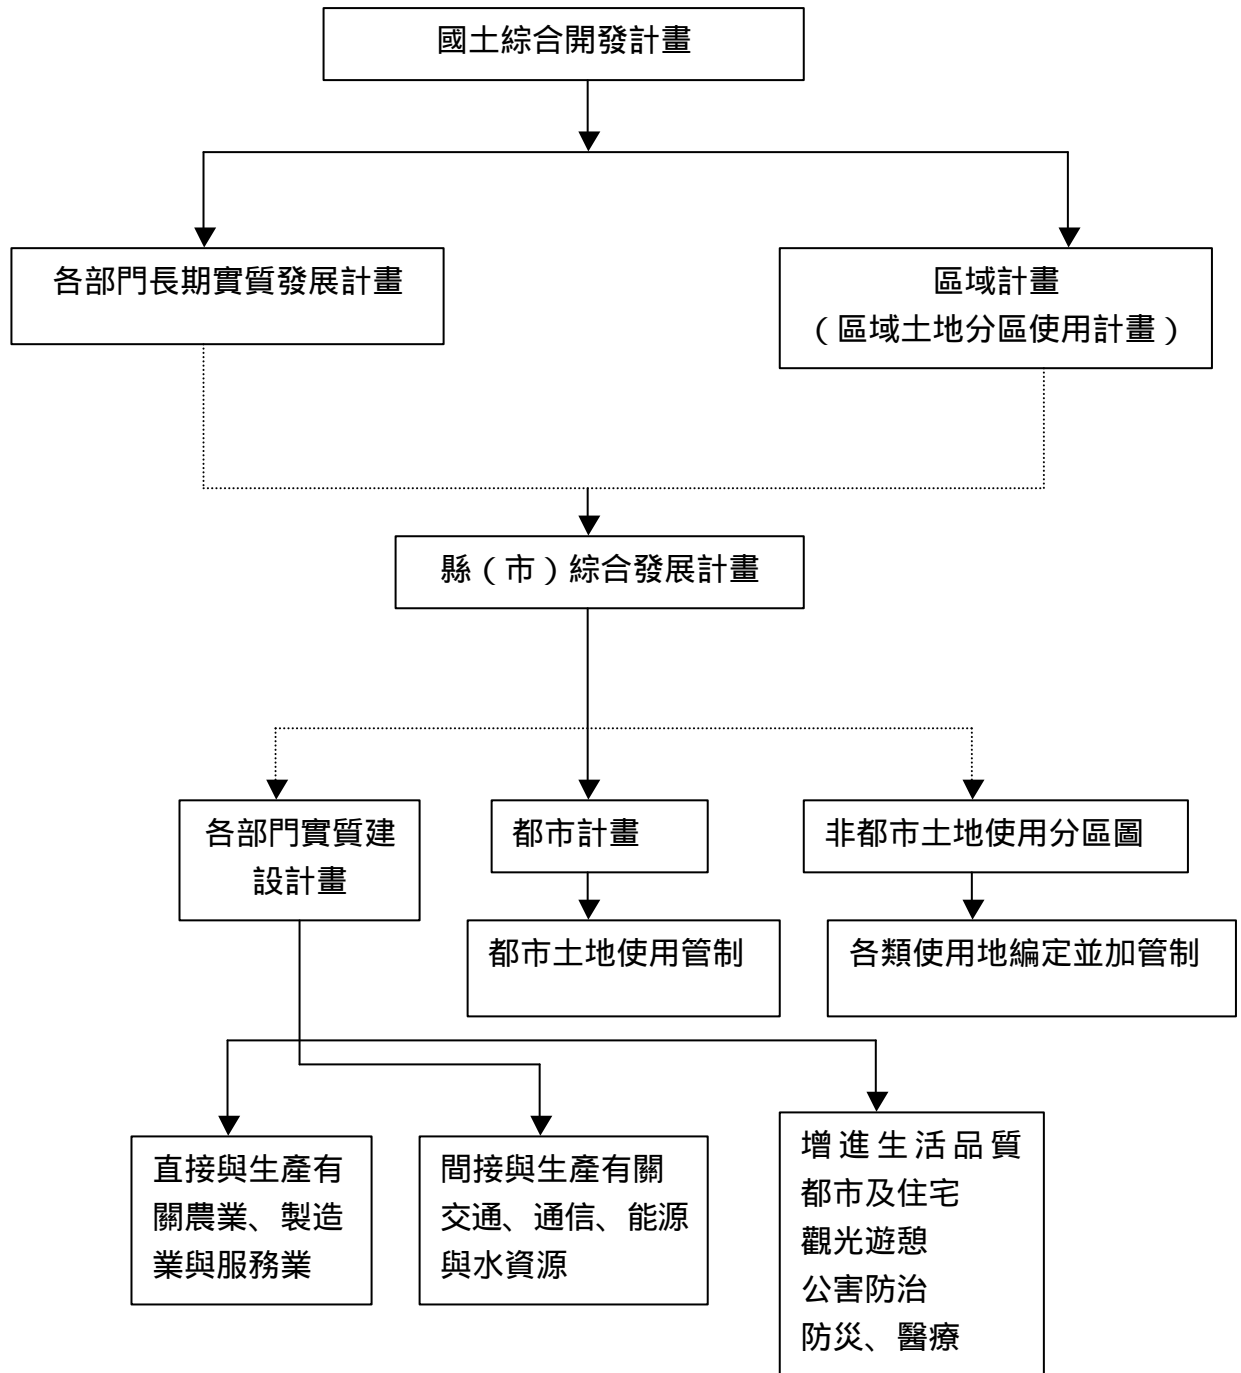 國土綜合開發計畫
各部門長期實質發展計畫
區域計畫
（區域土地分區使用計畫）
縣（市）綜合發展計畫
各部門實質建
設計畫
都市計畫
非都市土地使用分區圖
都市土地使用管制
各類使用地編定並加管制
直接與生產有
關農業、製造
業與服務業
間接與生產有關
交通、通信、能源
與水資源
增進生活品質
都市及住宅
觀光遊憩
公害防治
防災、醫療